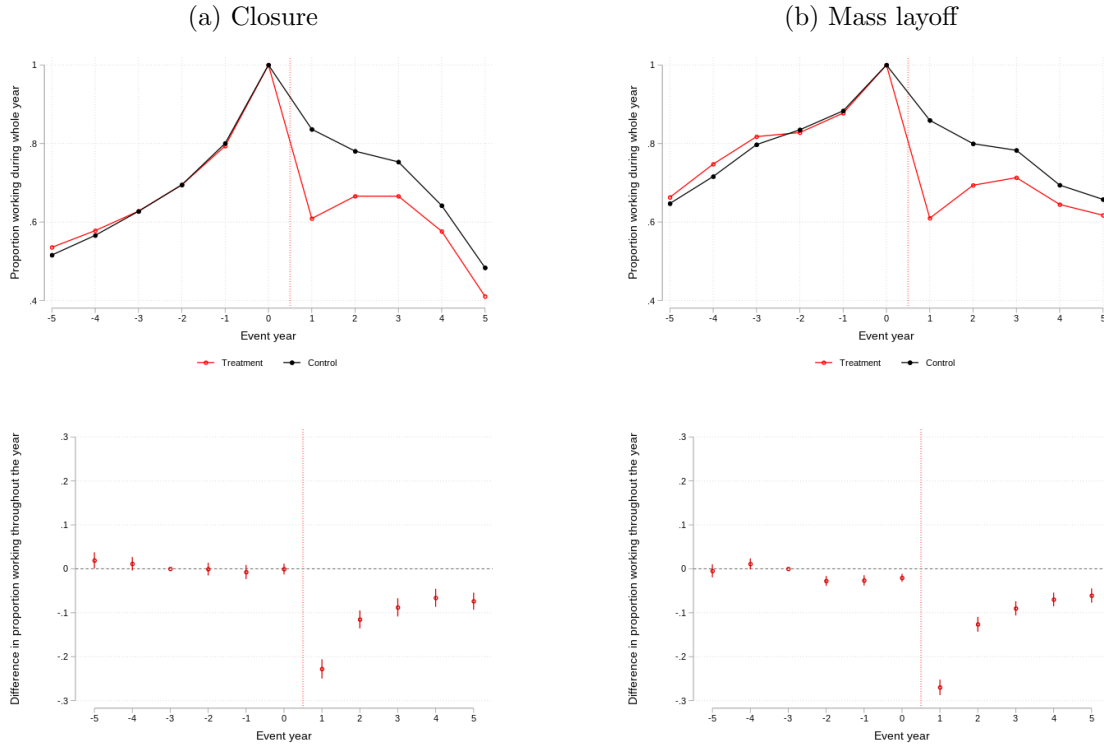 (a) Closure
Proportion working during whole year
1
.8
.6
.4
-5 -4 -3 -2 -1 0 1 2 3 4 5
Event year
Treatment Control
(b) Mass layoff
Proportion working during whole year
1
.8
.6
.4
-5 -4 -3 -2 -1 0 1 2 3 4 5
Event year
Treatment Control
Difference in proportion working throughout the year
.3
.2
.1
0
-.1
-.2
-.3
-5 -4 -3 -2 -1 0 1 2 3 4 5
Event year
Difference in proportion working throughout the year
.3
.2
.1
0
-.1
-.2
-.3
-5 -4 -3 -2 -1 0 1 2 3 4 5
Event year